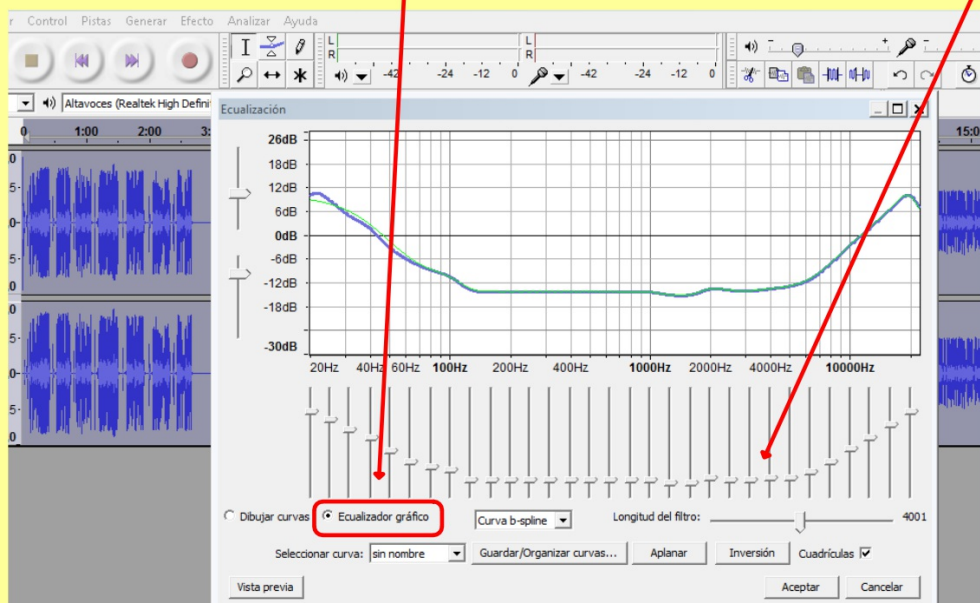 r Control Pistas Generar Efecto Analizar Ayuda
L
R
L
R
-42 -24 -12 0
-42 -24 -12 0
Altavoces (Realtek High Defini
Ecualización
0 1:00 2:00 3:
15:0
26dB
18dB
12dB
6dB
0dB
-6dB
-12dB
-18dB
-30dB
20Hz 40Hz 60Hz 100Hz 200Hz 400Hz 1000Hz 2000Hz 4000Hz 10000Hz
Dibujar curvas Ecualizador gráfico Curva b-spline Longitud del filtro: 4001
Seleccionar curva: sin nombre Guardar/Organizar curvas... Aplanar Inversión Cuadrículas
Vista previa Aceptar Cancelar